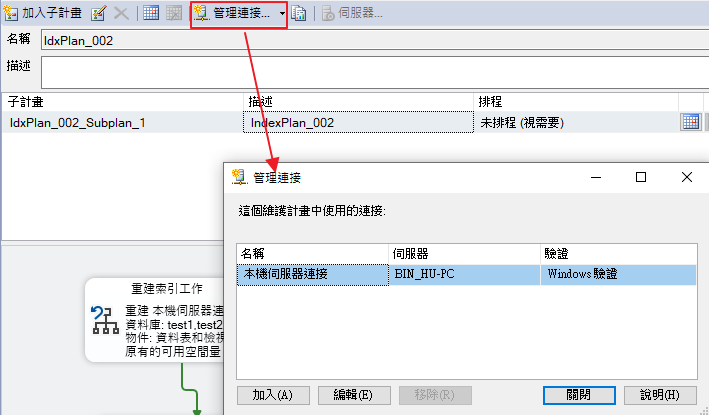 加入子計畫 管理連接... 伺服器...
名稱 IdxPlan_002
描述
子計畫 描述 排程
IdxPlan_002_Subplan_1 IndexPlan_002 未排程 (視需要)
管理連接
這個維護計畫中使用的連接:
名稱 伺服器 驗證
本機伺服器連接 BIN_HU-PC Windows 驗證
加入(A) 編輯(E) 移除(R) 關閉 說明(H)
重建索引工作
重建 本機伺服器連
資料庫: test1,test2
物件: 資料表和檢視
原有的可用空間量